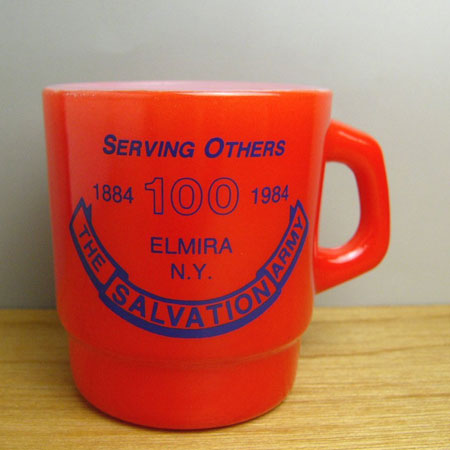 SERVING OTHERS
1884 100 1984
ELMIRA
N.Y.
THE SALVATION ARMY